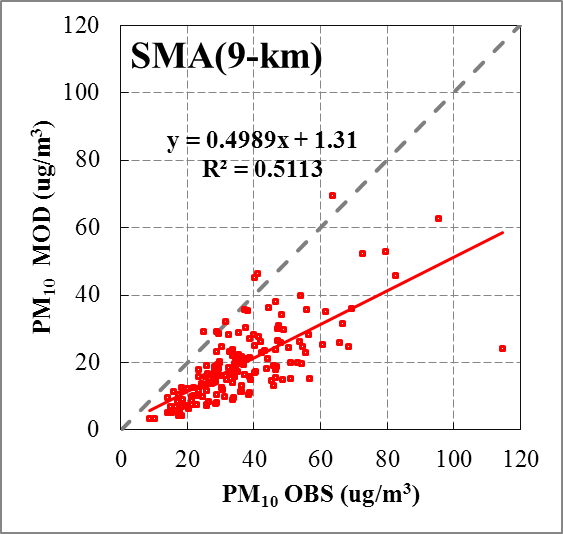 SMA(9-km)
y = 0.4989x + 1.31
R² = 0.5113
PM₁₀ MOD (ug/m³)
120
100
80
60
40
20
0
0 20 40 60 80 100 120
PM₁₀ OBS (ug/m³)